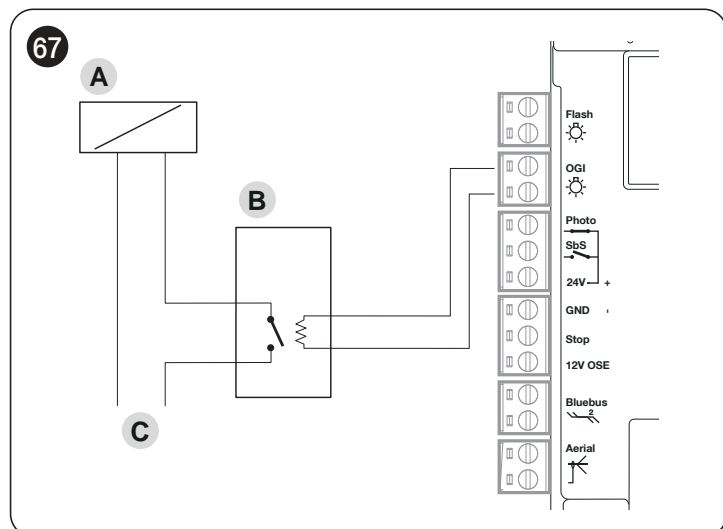 67
A
B
C
Flash
OGI
Photo
SbS
24V +
GND -
Stop
12V OSE
Bluebus
2
Aerial